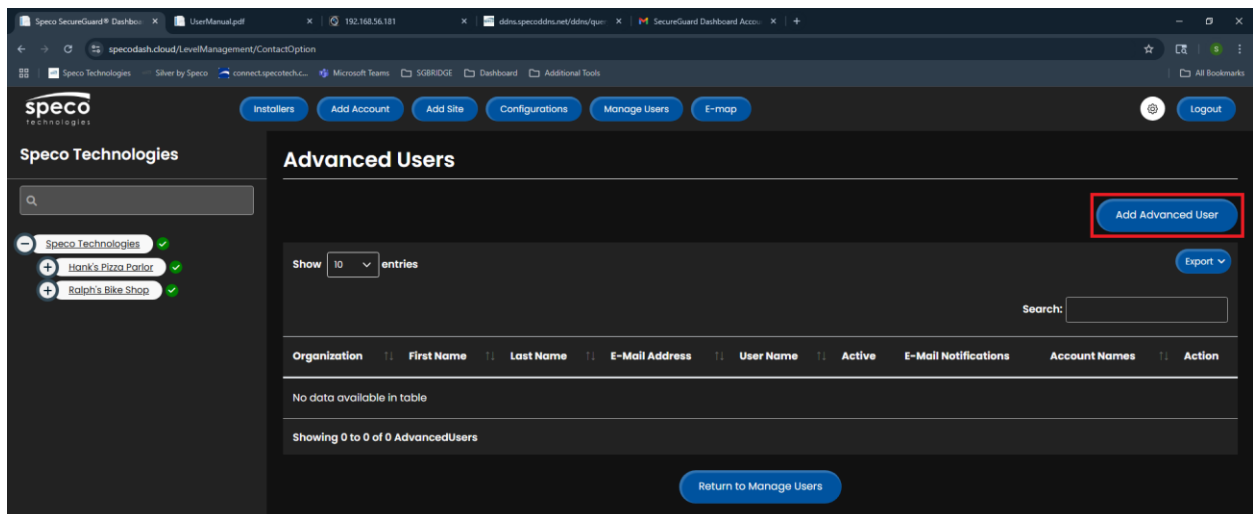 Speco SecureGuard® Dashboa
UserManual.pdf
192.168.56.181
ddns.specoddns.net/ddns/quer
SecureGuard Dashboard Accou
specodash.cloud/LevelManagement/ContactOption
Speco Technologies
Silver by Speco
connect.specotech.c...
Microsoft Teams
SGBRIDGE
Dashboard
Additional Tools
All Bookmarks
speco
technologies
Installers
Add Account
Add Site
Configurations
Manage Users
E-map
Logout
Speco Technologies
Speco Technologies
Hank's Pizza Parlor
Ralph's Bike Shop
Advanced Users
Add Advanced User
Show 10 entries
Export
Search:
Organization First Name Last Name E-Mail Address User Name Active E-Mail Notifications Account Names Action
No data available in table
Showing 0 to 0 of 0 AdvancedUsers
Return to Manage Users